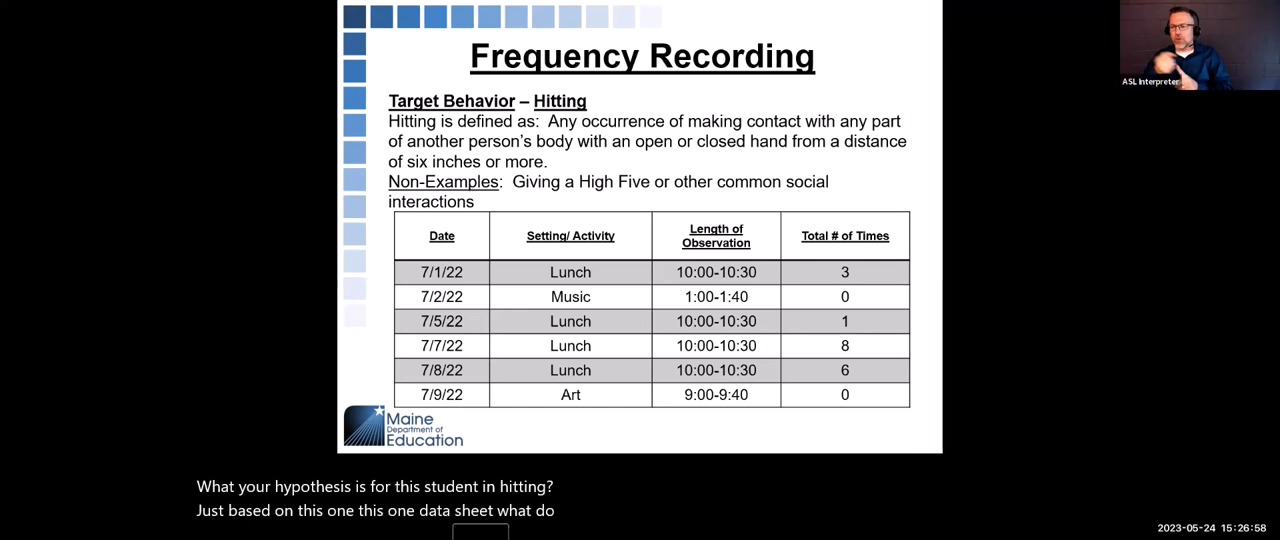 Frequency Recording
ASL Interpreter
Target Behavior – Hitting
Hitting is defined as: Any occurrence of making contact with any part
of another person's body with an open or closed hand from a distance
of six inches or more.
Non-Examples: Giving a High Five or other common social
interactions
Date Setting/ Activity Length of Observation Total # of Times
7/1/22 Lunch 10:00-10:30 3
7/2/22 Music 1:00-1:40 0
7/5/22 Lunch 10:00-10:30 1
7/7/22 Lunch 10:00-10:30 8
7/8/22 Lunch 10:00-10:30 6
7/9/22 Art 9:00-9:40 0
Maine
Department of
Education
What your hypothesis is for this student in hitting?
Just based on this one this one data sheet what do
2023-05-24 15:26:58